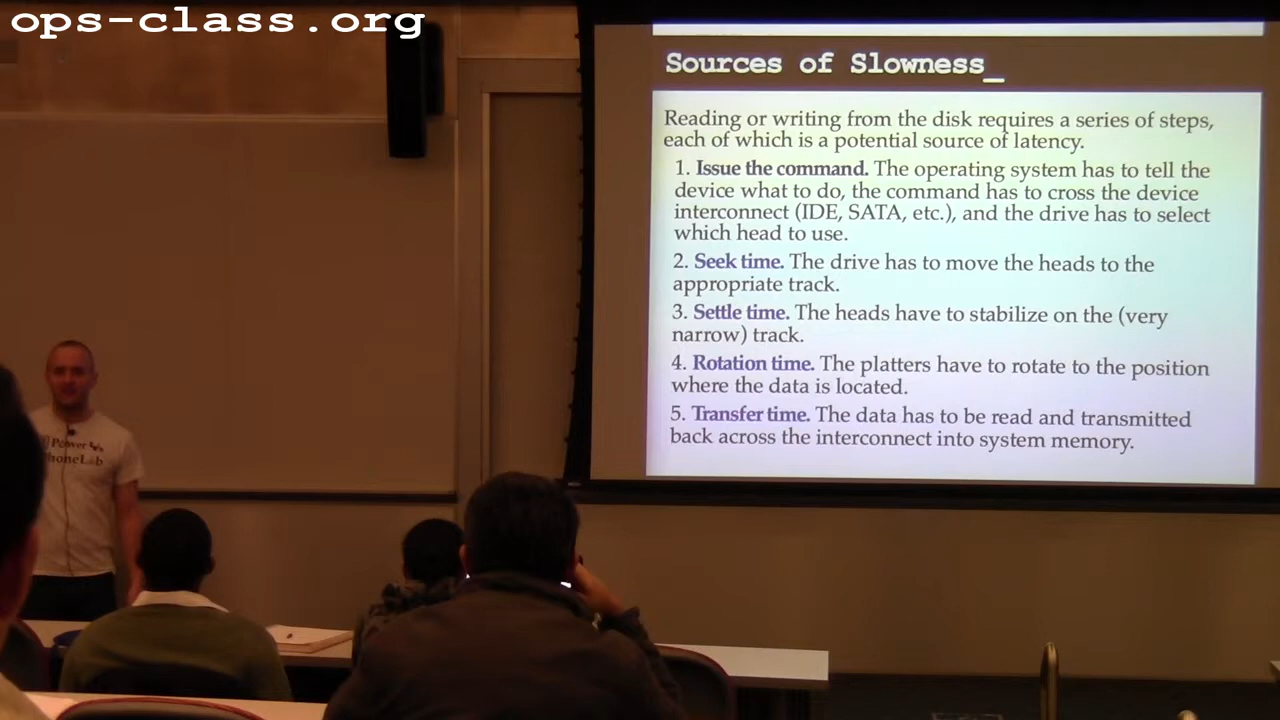 ops-class.org
Sources of Slowness_
Reading or writing from the disk requires a series of steps,
each of which is a potential source of latency.
1. Issue the command. The operating system has to tell the
device what to do, the command has to cross the device
interconnect (IDE, SATA, etc.), and the drive has to select
which head to use.
2. Seek time. The drive has to move the heads to the
appropriate track.
3. Settle time. The heads have to stabilize on the (very
narrow) track.
4. Rotation time. The platters have to rotate to the position
where the data is located.
5. Transfer time. The data has to be read and transmitted
back across the interconnect into system memory.
Power